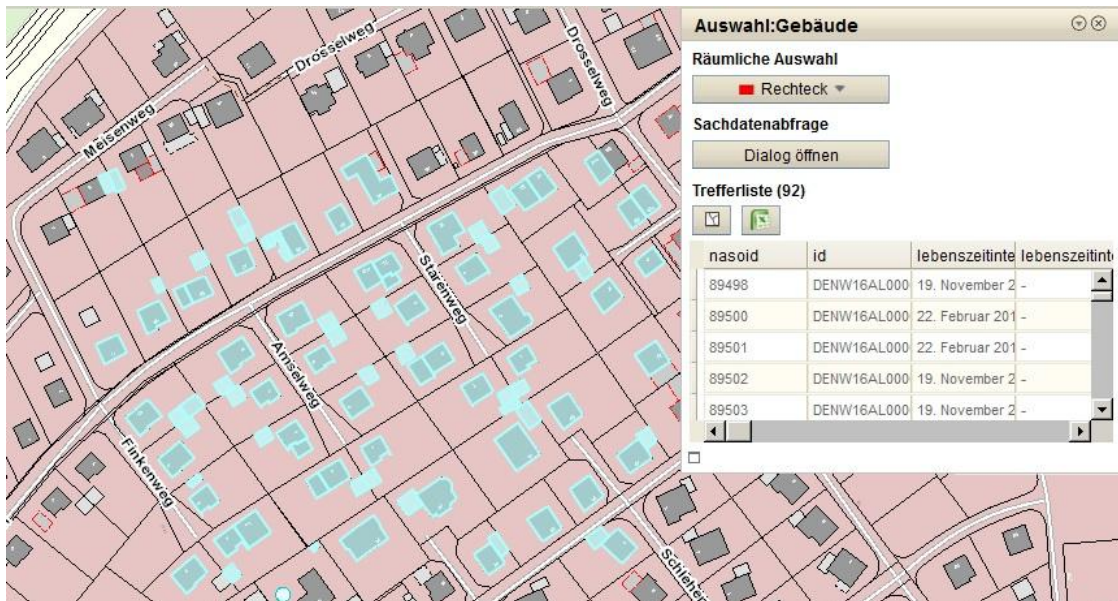 Drosselweg
Drosselweg
Meisenweg
Starenweg
Amselweg
Finkenweg
Auswahl:Gebäude
Räumliche Auswahl
Rechteck
Sachdatenabfrage
Dialog öffnen
Trefferliste (92)
nasoid id lebenszeitinte lebenszeitinte
89498 DENW16AL000 19. November 2 -
89500 DENW16AL000 22. Februar 201 -
89501 DENW16AL000 22. Februar 201 -
89502 DENW16AL000 19. November 2 -
89503 DENW16AL000 19. November 2 -